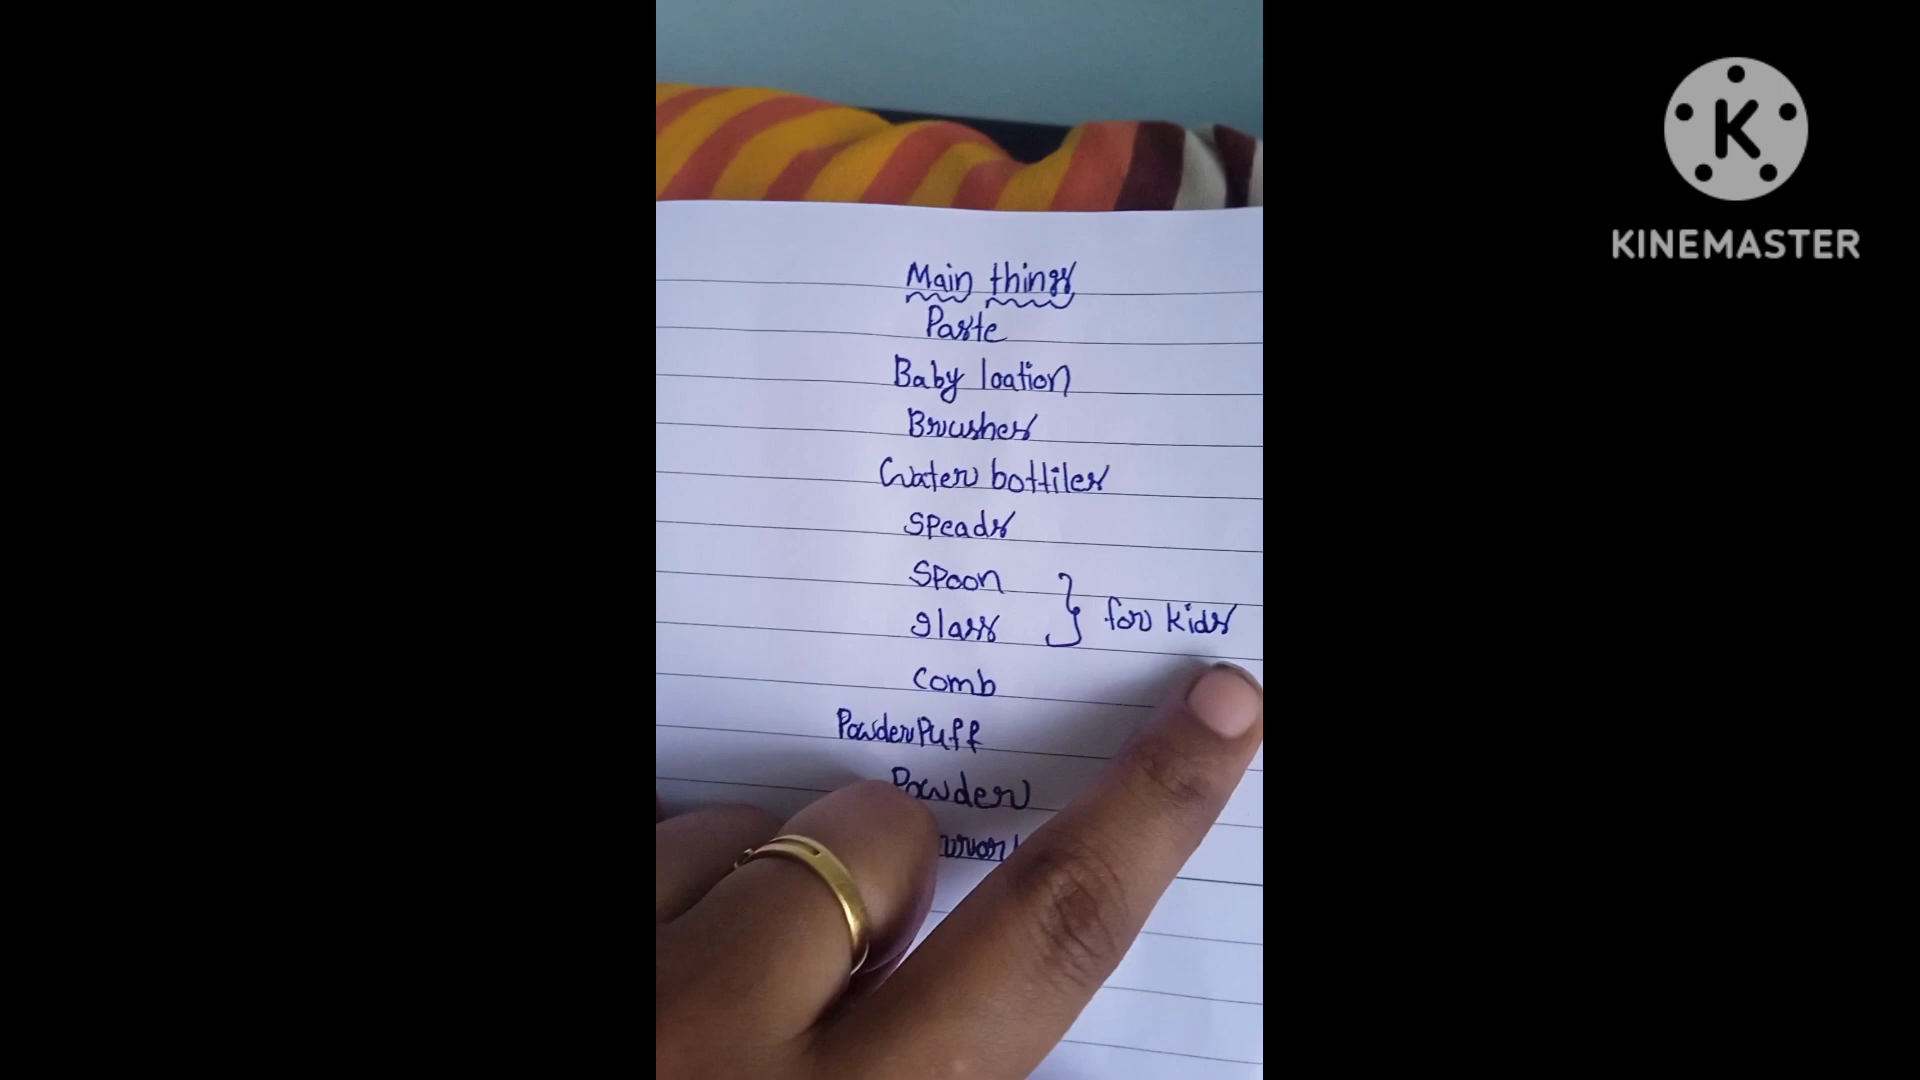 Main things
Paste
Baby loation
Brushes
Water bottiles
Speads
Spoon
glass
for kids
Comb
PowderPuff
Powder
KINEMASTER